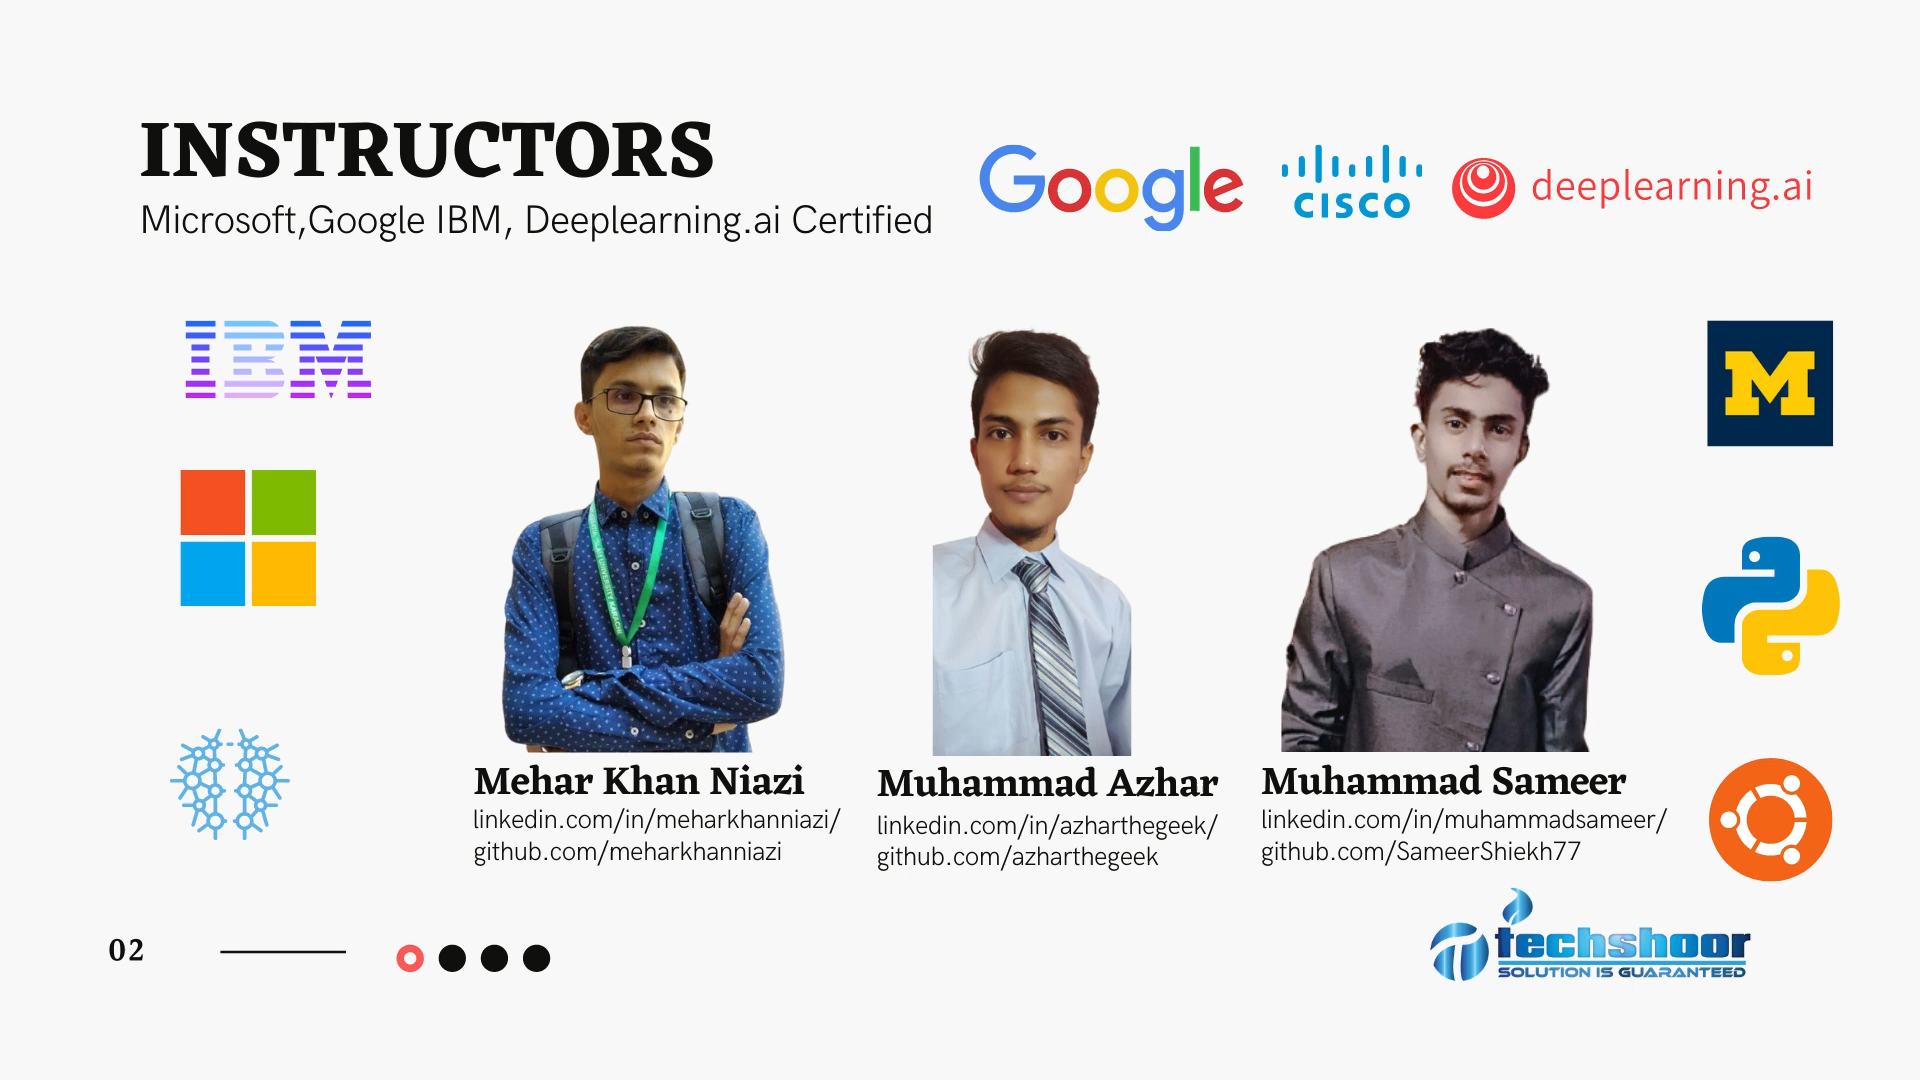 INSTRUCTORS
Microsoft,Google IBM, Deeplearning.ai Certified
Google
CISCO
deeplearning.ai
IBM
M
UNIVERSITY
Mehar Khan Niazi
linkedin.com/in/meharkhanniazi/
github.com/meharkhanniazi
Muhammad Azhar
linkedin.com/in/azharthegeek/
github.com/azharthegeek
Muhammad Sameer
linkedin.com/in/muhammadsameer/
github.com/SameerShiekh77
02
techshoor
SOLUTION IS GUARANTEED